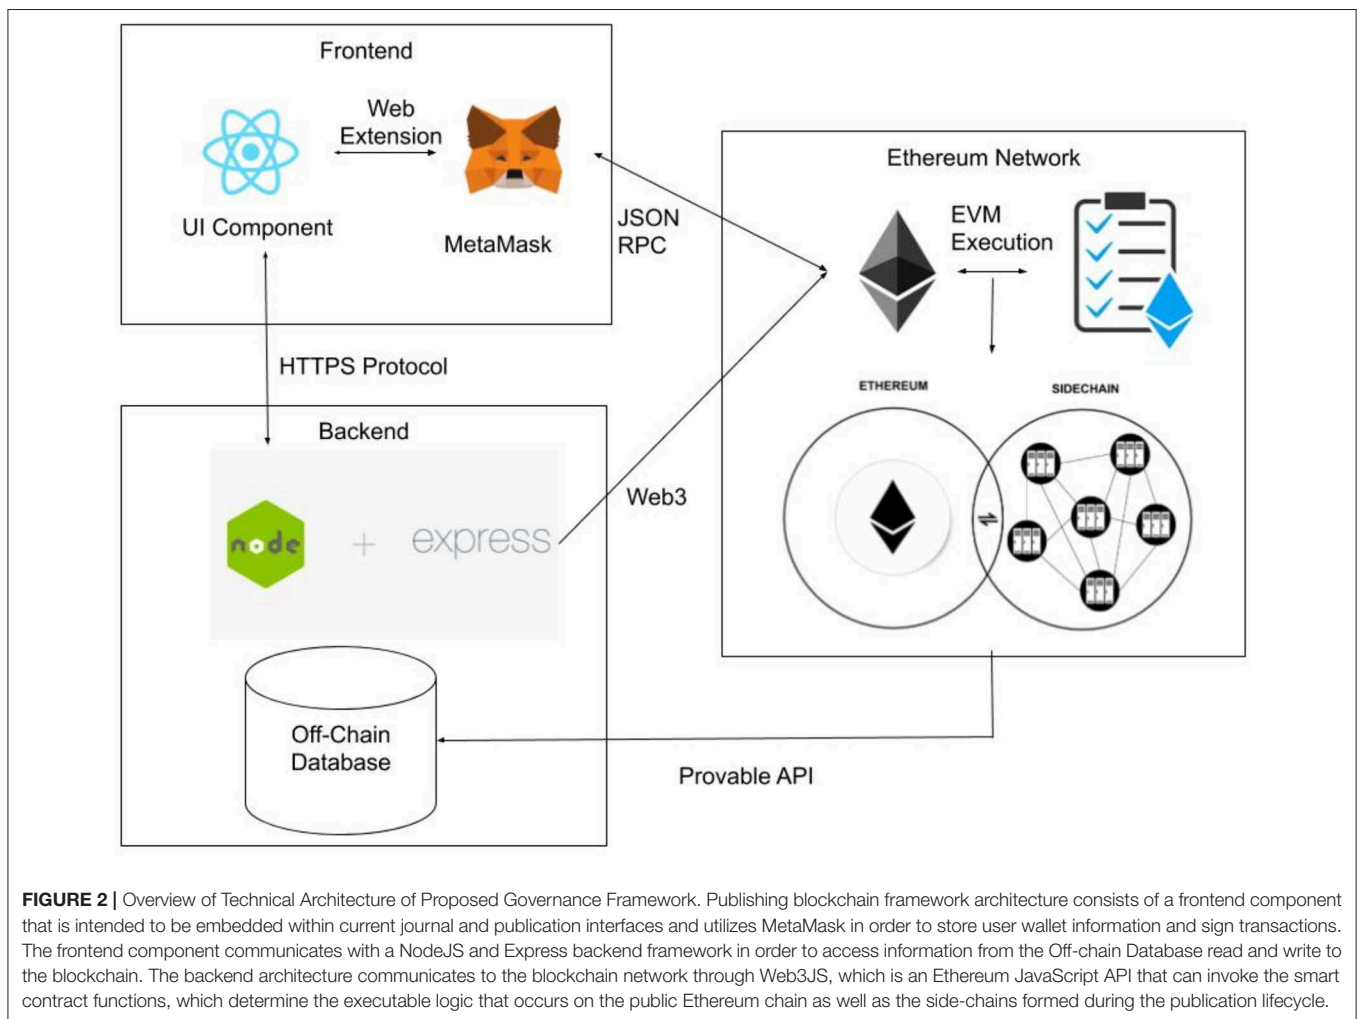 Frontend
Web
Extension
UI Component
MetaMask
JSON
RPC
Ethereum Network
EVM
Execution
HTTPS Protocol
ETHEREUM
SIDECHAIN
Backend
node + express
Web3
Off-Chain
Database
Provable API
FIGURE 2 | Overview of Technical Architecture of Proposed Governance Framework. Publishing blockchain framework architecture consists of a frontend component
that is intended to be embedded within current journal and publication interfaces and utilizes MetaMask in order to store user wallet information and sign transactions.
The frontend component communicates with a NodeJS and Express backend framework in order to access information from the Off-chain Database read and write to
the blockchain. The backend architecture communicates to the blockchain network through Web3JS, which is an Ethereum JavaScript API that can invoke the smart
contract functions, which determine the executable logic that occurs on the public Ethereum chain as well as the side-chains formed during the publication lifecycle.